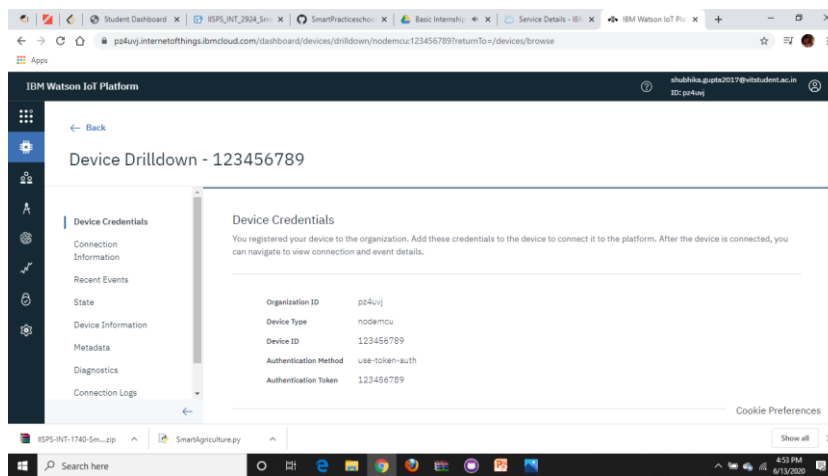 Student Dashboard
IISPS_INT_2924_Sma
SmartPracticeschoo
Basic Internship
Service Details - IB
IBM Watson IoT Pla
pz4uvj.internetofthings.ibmcloud.com/dashboard/devices/drilldown/nodemcu:123456789?returnTo=/devices/browse
Apps
IBM Watson IoT Platform
shubhika.gupta2017@vitstudent.ac.in
ID: pz4uvj
← Back
Device Drilldown - 123456789
Device Credentials
Connection
Information
Recent Events
State
Device Information
Metadata
Diagnostics
Connection Logs
Device Credentials
You registered your device to the organization. Add these credentials to the device to connect it to the platform. After the device is connected, you
can navigate to view connection and event details.
Organization ID pz4uvj
Device Type nodemcu
Device ID 123456789
Authentication Method use-token-auth
Authentication Token 123456789
Cookie Preferences
IISPS-INT-1740-Sm....zip
SmartAgriculture.py
Show all
Search here
4:53 PM
6/13/2020